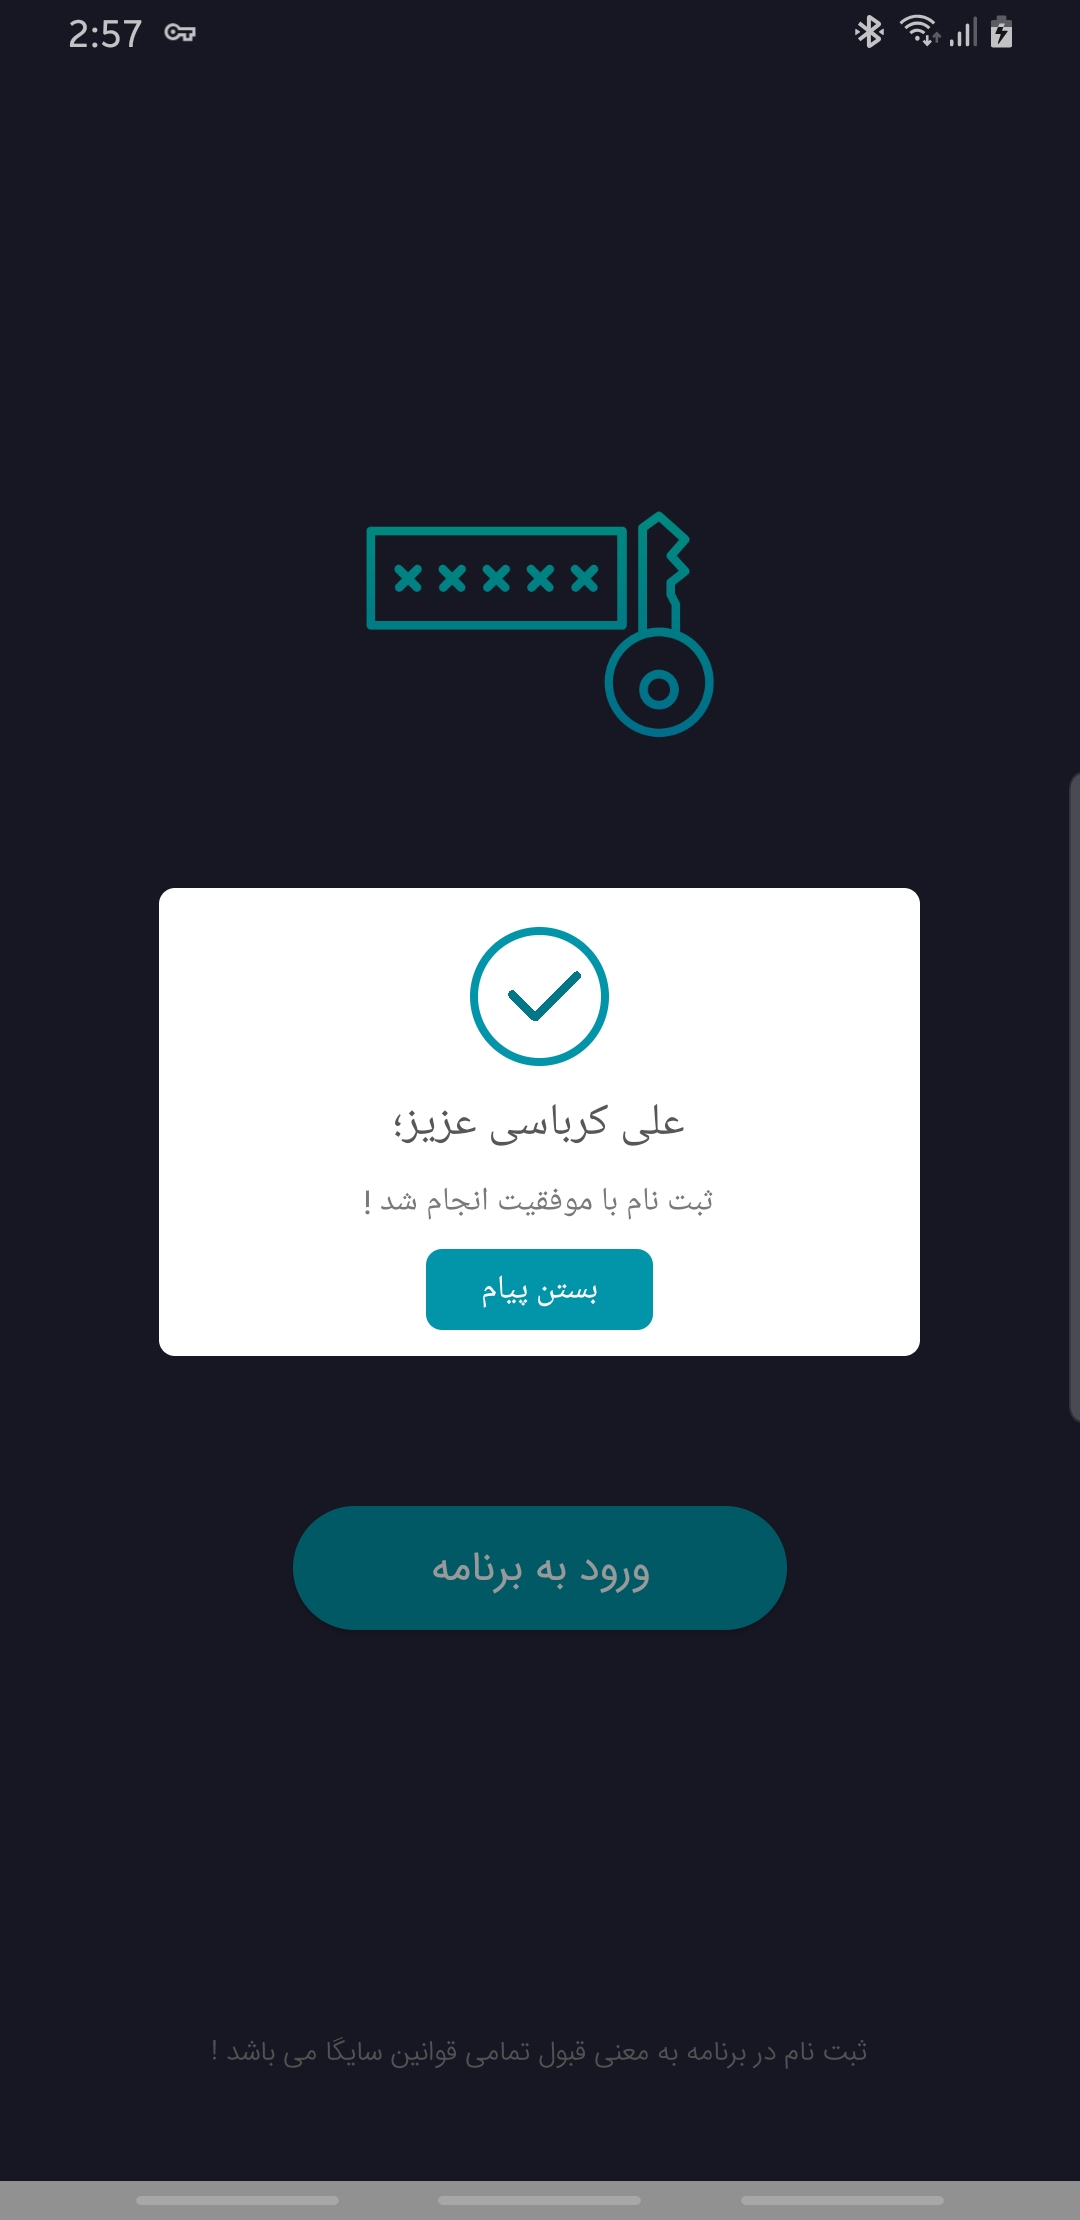 2:57
علی کرباسی عزیز؛
ثبت نام با موفقیت انجام شد !
بستن پیام
ورود به برنامه
ثبت نام در برنامه به معنی قبول تمامی قوانین سایگا می باشد !